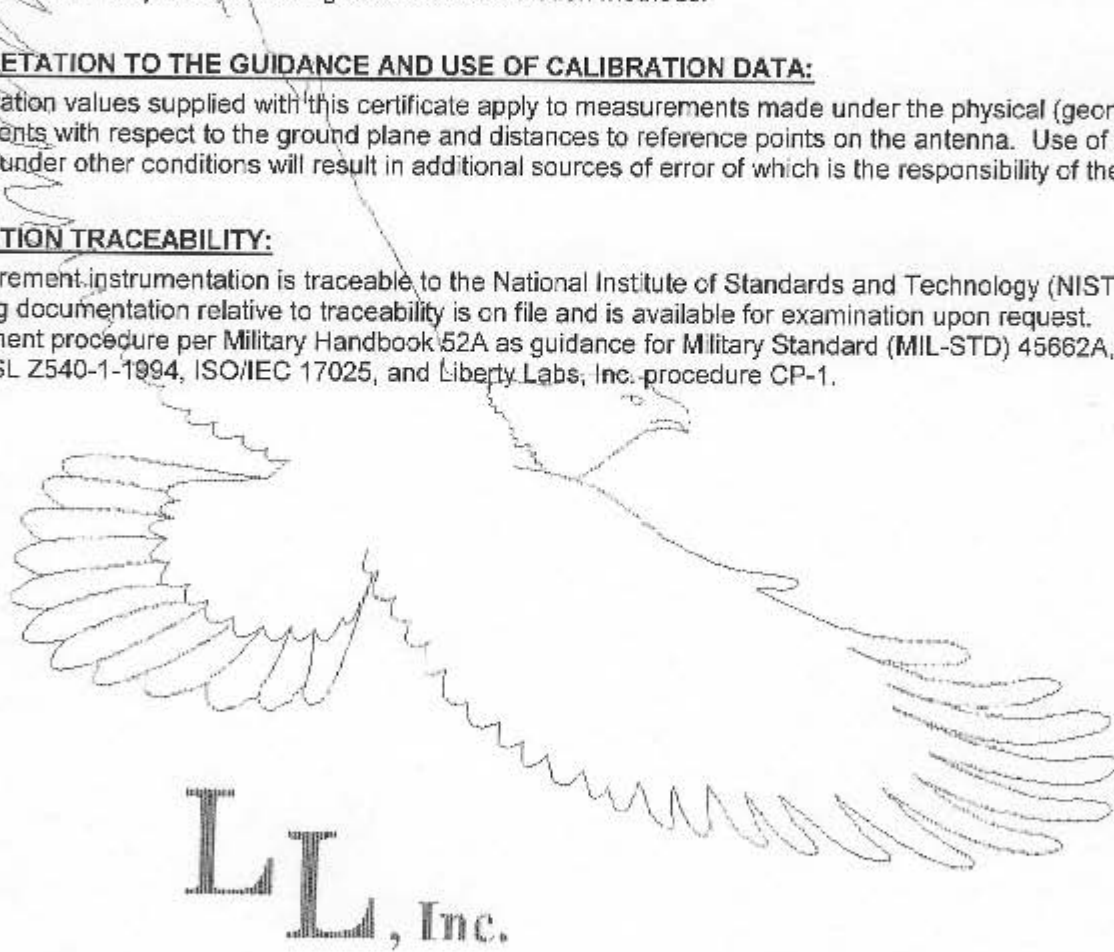 ETATION TO THE GUIDANCE AND USE OF CALIBRATION DATA:
ation values supplied with this certificate apply to measurements made under the physical (geor
ents with respect to the ground plane and distances to reference points on the antenna. Use of
under other conditions will result in additional sources of error of which is the responsibility of the
TION TRACEABILITY:
rement instrumentation is traceable to the National Institute of Standards and Technology (NIST
g documentation relative to traceability is on file and is available for examination upon request.
nent procedure per Military Handbook 52A as guidance for Military Standard (MIL-STD) 45662A,
SL Z540-1-1994, ISO/IEC 17025, and Liberty Labs, Inc. procedure CP-1.
LL, Inc.